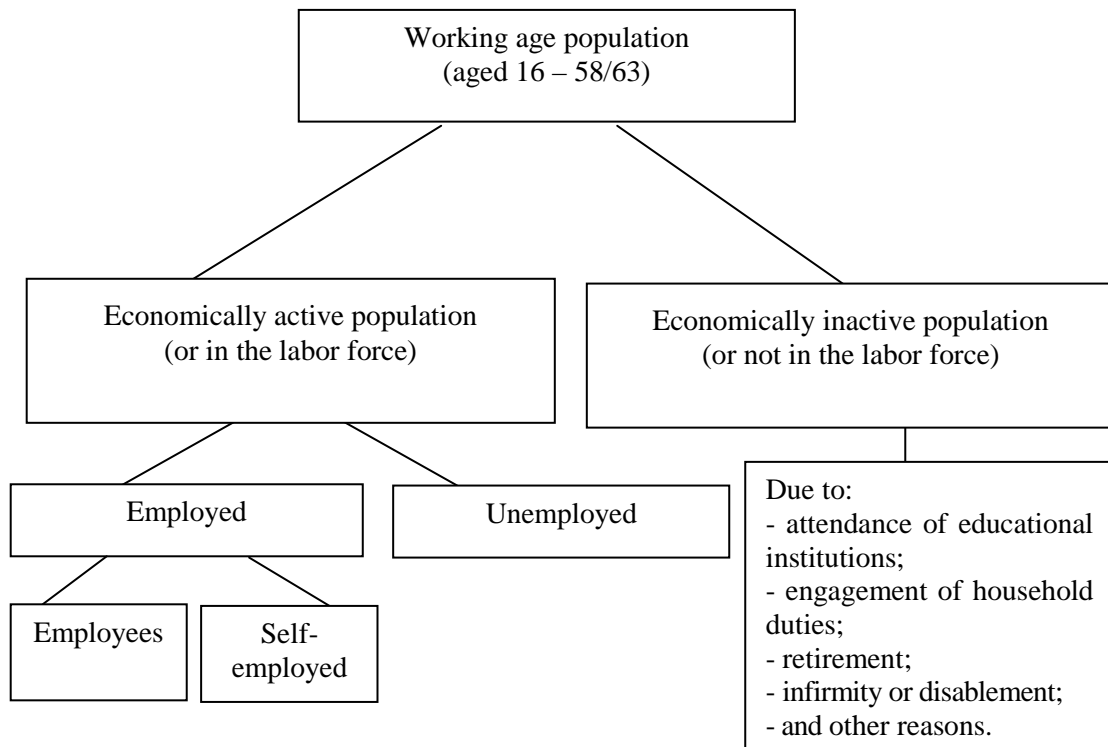 Working age population
(aged 16 – 58/63)
Economically active population
(or in the labor force)
Economically inactive population
(or not in the labor force)
Employed
Unemployed
Employees
Self-
employed
Due to:
- attendance of educational
institutions;
- engagement of household
duties;
- retirement;
- infirmity or disablement;
- and other reasons.